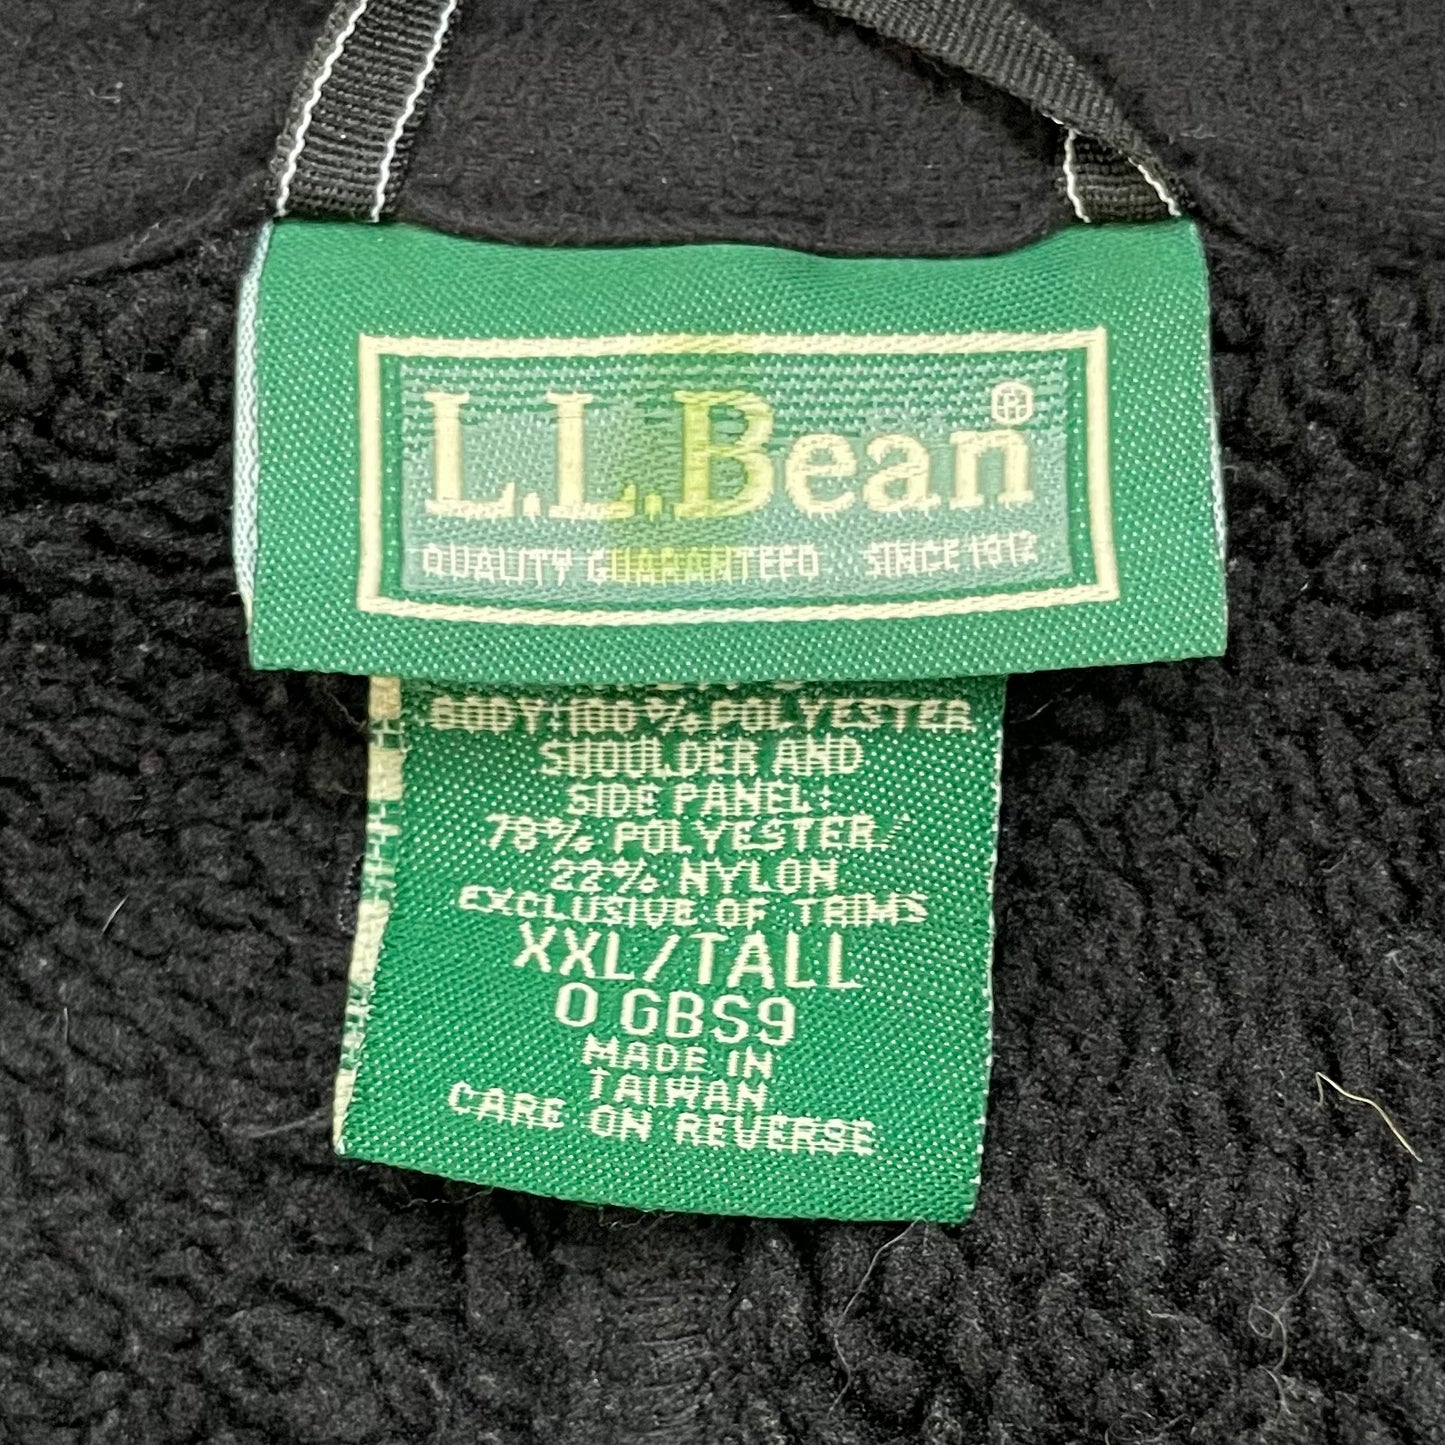 L.L.Bean®
QUALITY GUARANTEED SINCE 1912
BODY:100% POLYESTER
SHOULDER AND
SIDE PANEL:
78% POLYESTER/
22% NYLON
EXCLUSIVE OF TRIMS
XXL/TALL
0 GBS9
MADE IN
TAIWAN
CARE ON REVERSE